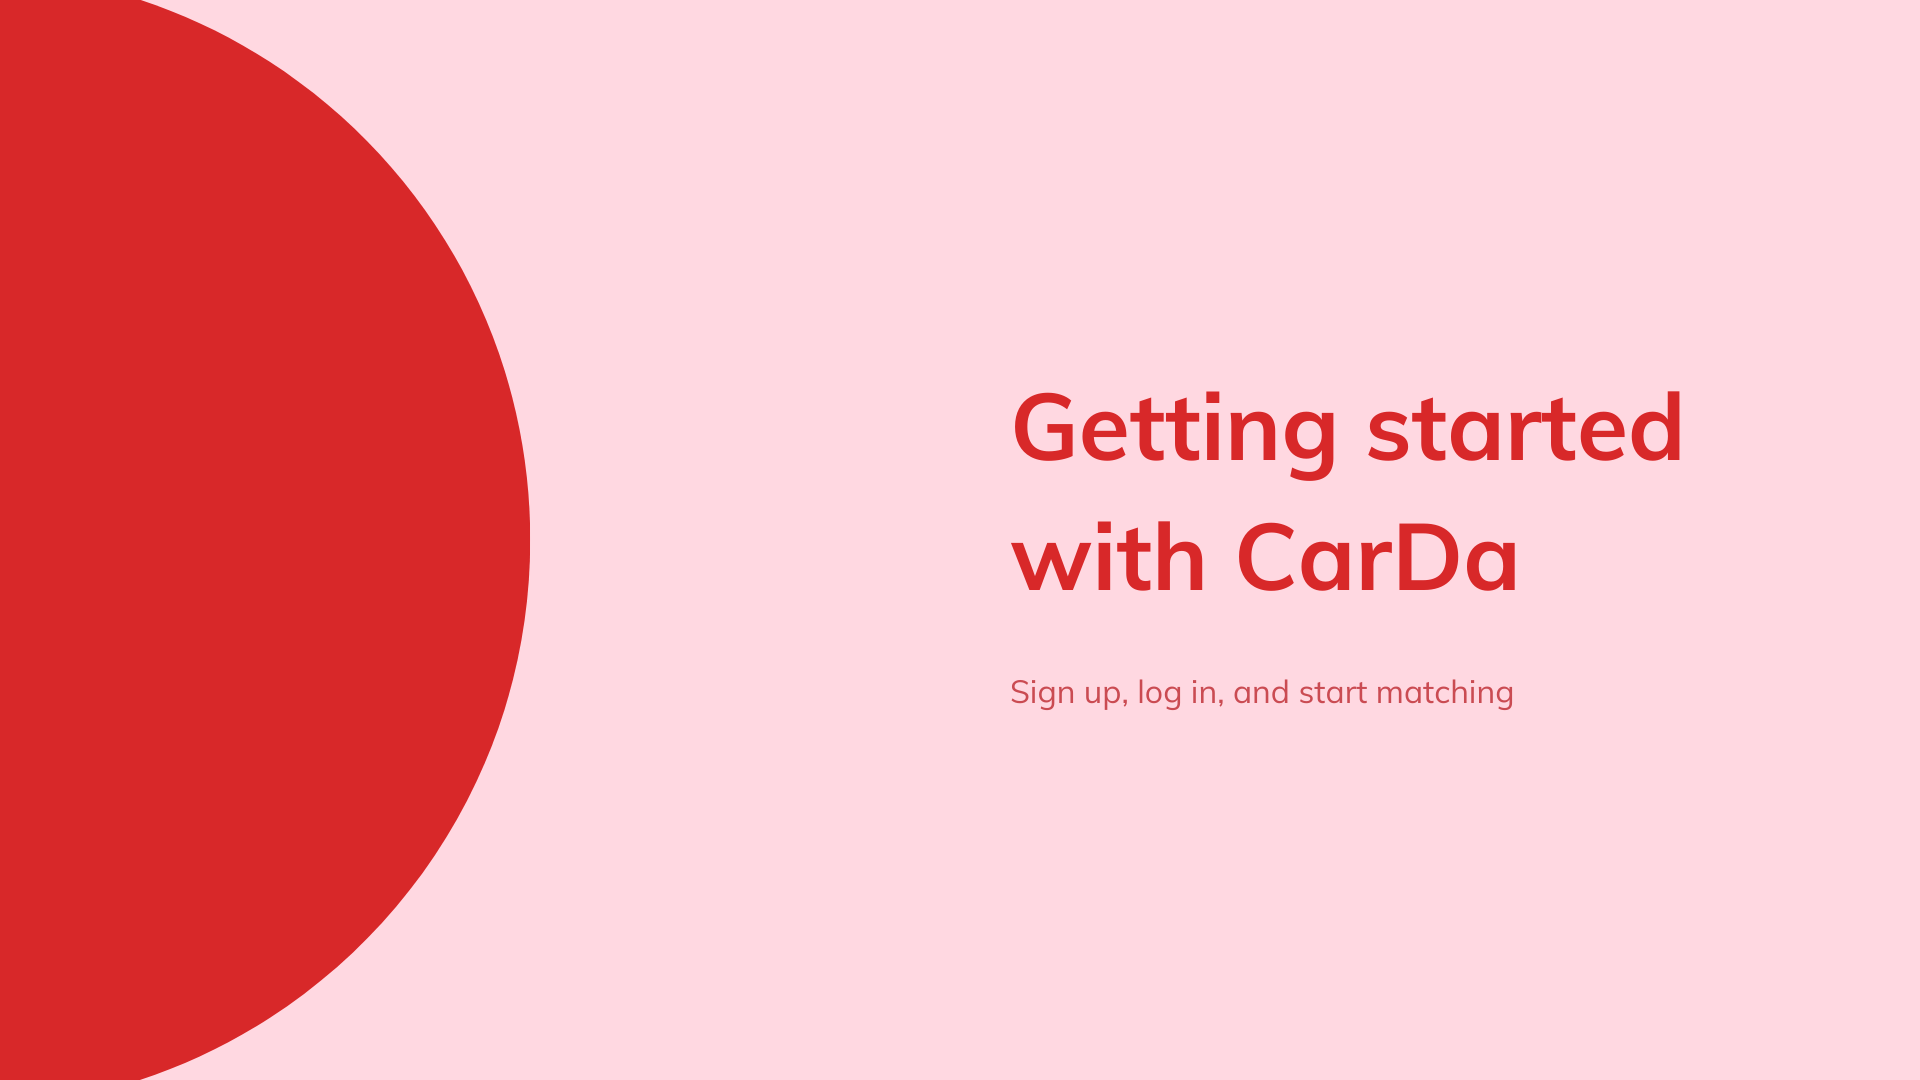 Getting started
with CarDa
Sign up, log in, and start matching